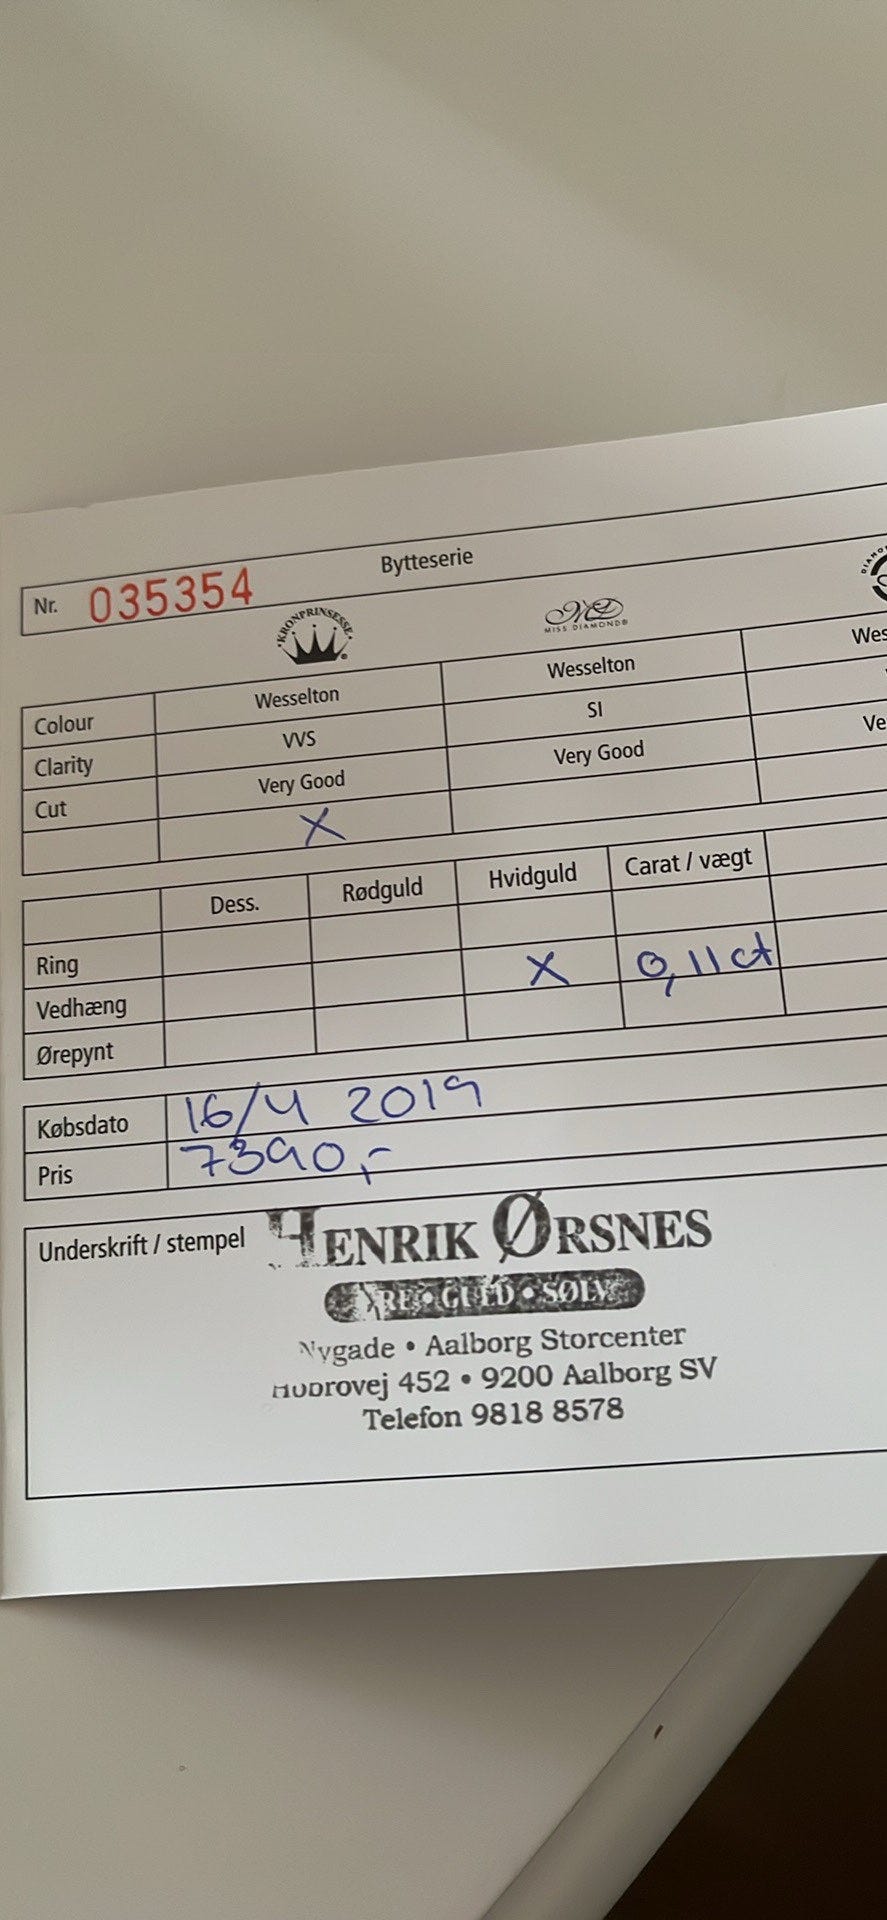 Nr. 035354 Bytteserie
KRONPRINSESSE
MISS DIAMOND®
Colour Wesselton Wesselton Wes
Clarity VVS SI
Cut Very Good Very Good Ve
X
Dess. Rødguld Hvidguld Carat / vægt
Ring
Vedhæng X 0,11 ct
Ørepynt
Købsdato 16/4 2019
Pris 7390,-
Underskrift / stempel HENRIK ØRSNES
GULD • SØLV
Nygade • Aalborg Storcenter
Hobrovej 452 • 9200 Aalborg SV
Telefon 9818 8578